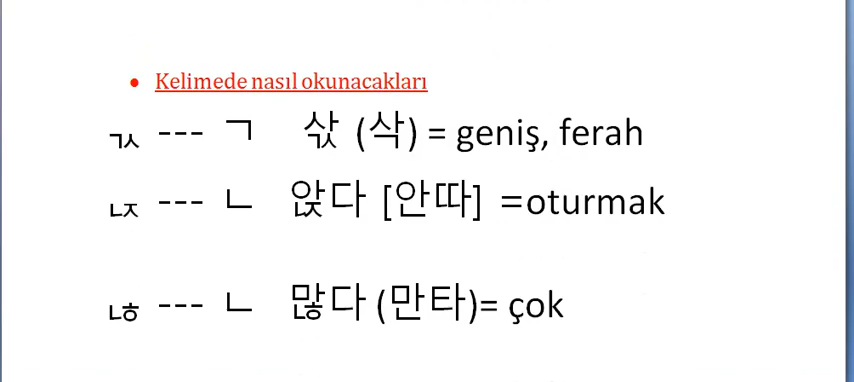 • Kelimede nasıl okunacakları
ㄳ --- ㄱ 삯 (삭) = geniş, ferah
ㄵ --- ㄴ 앉다 [안따] =oturmak
ㄶ --- ㄴ 많다 (만타)= çok